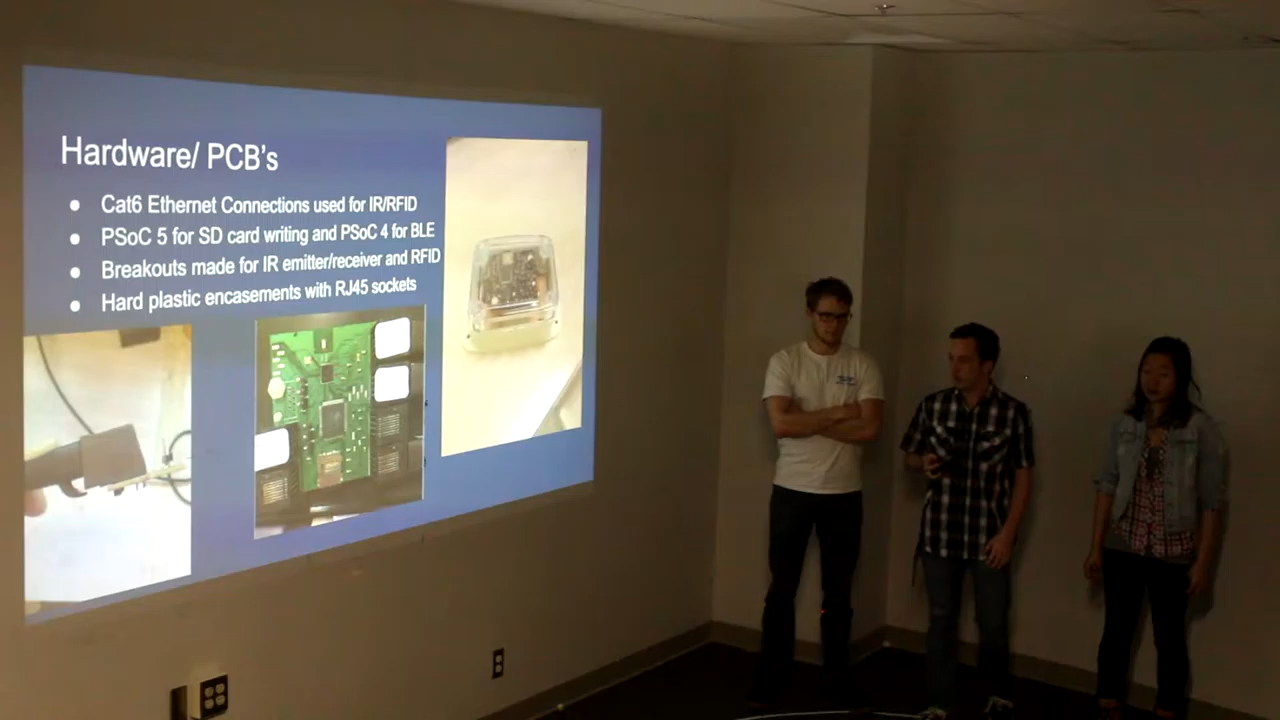 Hardware/ PCB's
● Cat6 Ethernet Connections used for IR/RFID
● PSoC 5 for SD card writing and PSoC 4 for BLE
● Breakouts made for IR emitter/receiver and RFID
● Hard plastic encasements with RJ45 sockets